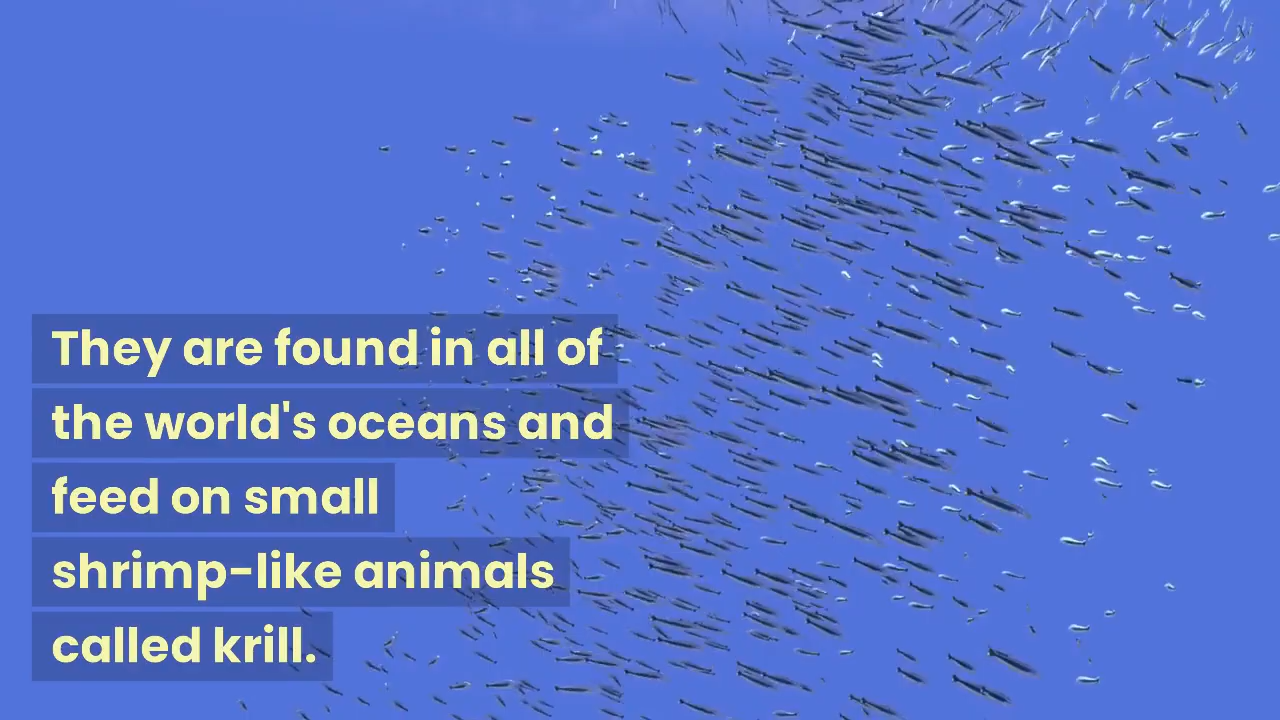 They are found in all of
the world's oceans and
feed on small
shrimp-like animals
called krill.